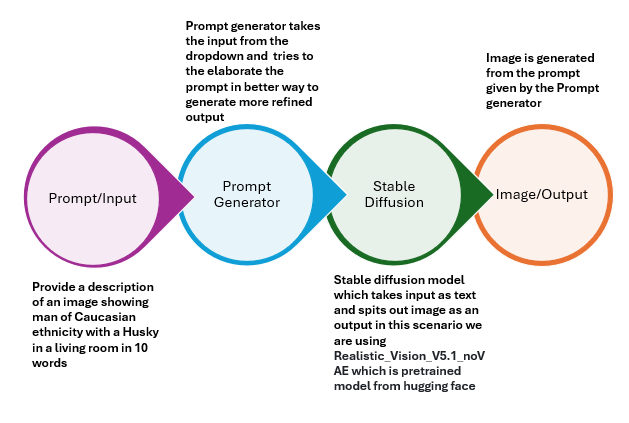 Prompt generator takes
the input from the
dropdown and  tries to
the elaborate the
prompt in better way to
generate more refined
output
Image is generated
from the prompt
given by the Prompt
generator
Prompt/Input
Prompt
Generator
Stable
Diffusion
Image/Output
Provide a description
of an image showing
man of Caucasian
ethnicity with a Husky
in a living room in 10
words
Stable diffusion model
which takes input as text
and spits out image as an
output in this scenario we
are using
Realistic_Vision_V5.1_noV
AE which is pretrained
model from hugging face